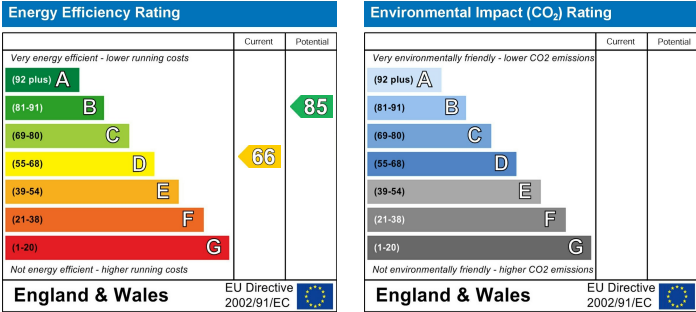 Energy Efficiency Rating
Current Potential
Very energy efficient - lower running costs
(92 plus) A
(81-91) B
85
(69-80) C
(55-68) D
66
(39-54) E
(21-38) F
(1-20) G
Not energy efficient - higher running costs
England & Wales
EU Directive
2002/91/EC
Environmental Impact (CO₂) Rating
Current Potential
Very environmentally friendly - lower CO2 emissions
(92 plus) A
(81-91) B
(69-80) C
(55-68) D
(39-54) E
(21-38) F
(1-20) G
Not environmentally friendly - higher CO2 emissions
England & Wales
EU Directive
2002/91/EC